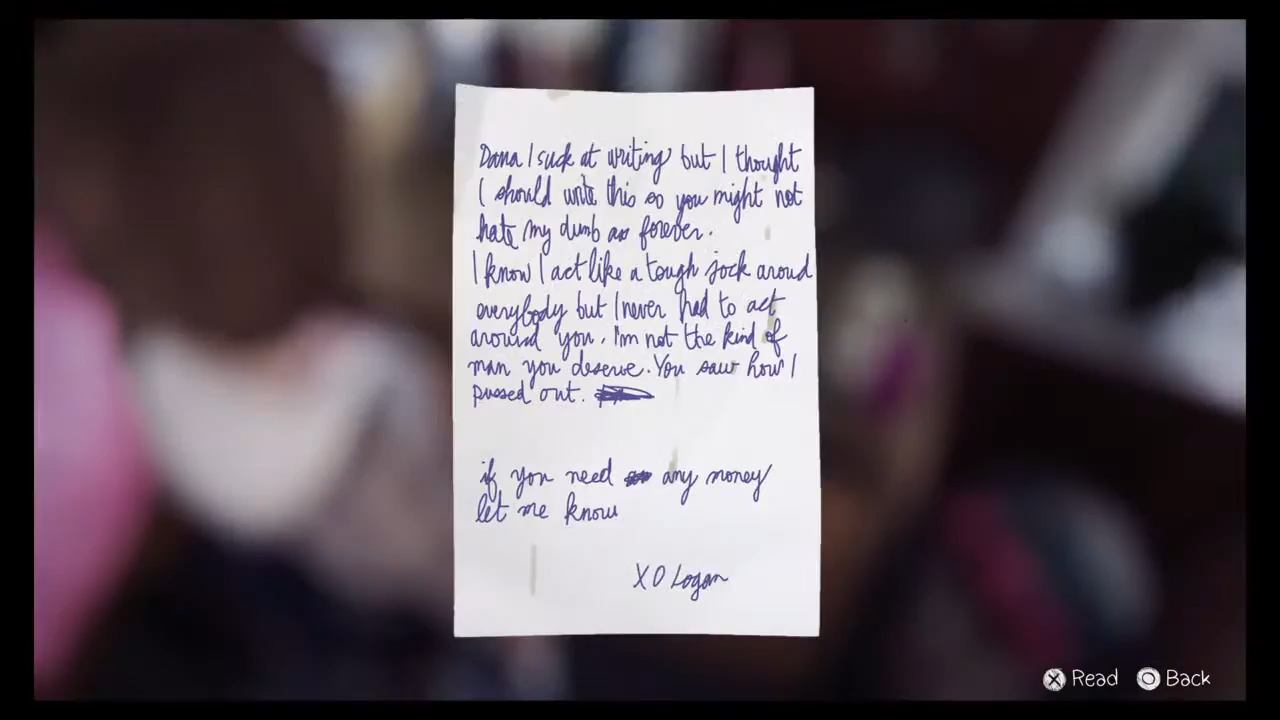 Dana I suck at writing but I thought
I should write this so you might not
hate my dumb ass forever.
I know I act like a tough jock aroud
everybody but I never had to act
around you. I'm not the kind of
man you deserve. You saw how I
pussed out.
if you need any money
let me know
XO Logan
Read Back